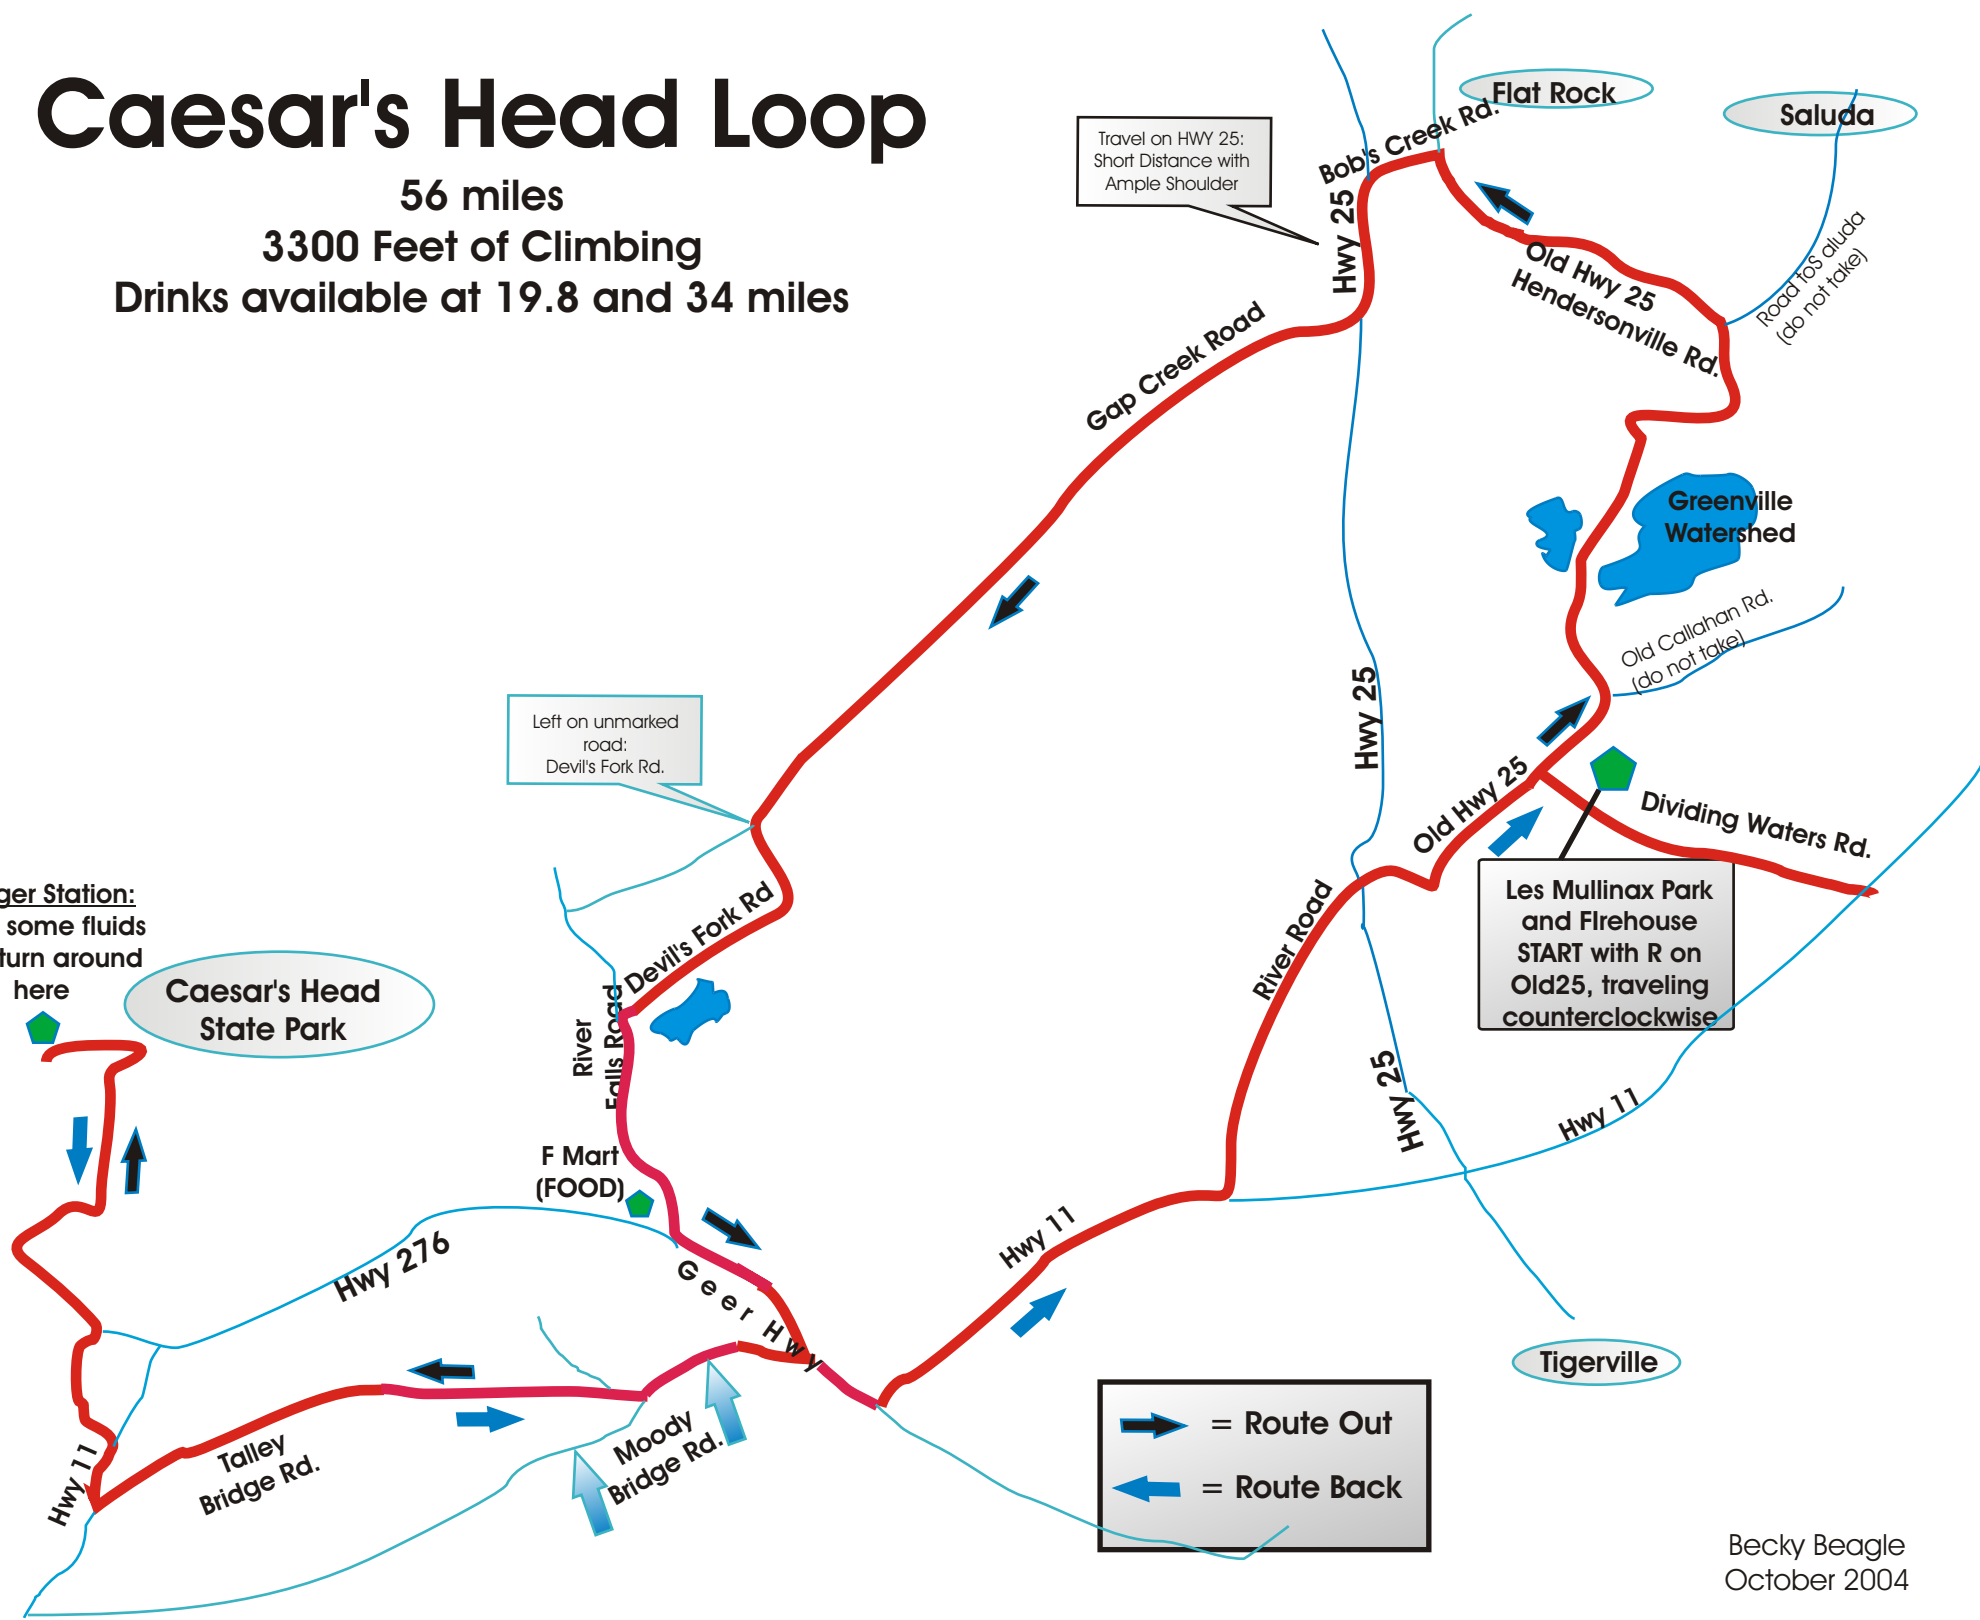 Caesar's Head Loop
56 miles
3300 Feet of Climbing
Drinks available at 19.8 and 34 miles
Flat Rock
Saluda
Travel on HWY 25:
Short Distance with
Ample Shoulder
Bob's Creek Rd.
Hwy 25
Old Hwy 25
Hendersonville Rd.
Road toS aluda
(do not take)
Gap Creek Road
Greenville
Watershed
Old Callahan Rd.
(do not take)
Hwy 25
Left on unmarked
road:
Devil's Fork Rd.
Old Hwy 25
Dividing Waters Rd.
Les Mullinax Park
and FIrehouse
START with R on
Old25, traveling
counterclockwise
River Road
Devil's Fork Rd
ger Station:
some fluids
turn around
here
Caesar's Head
State Park
River
Falls Road
Hwy 25
Hwy 11
F Mart
(FOOD)
Hwy 276
Geer Hwy
Hwy 11
Hwy 25
Tigerville
Moody
Bridge Rd.
Talley
Bridge Rd.
Hwy 11
= Route Out
= Route Back
Becky Beagle
October 2004